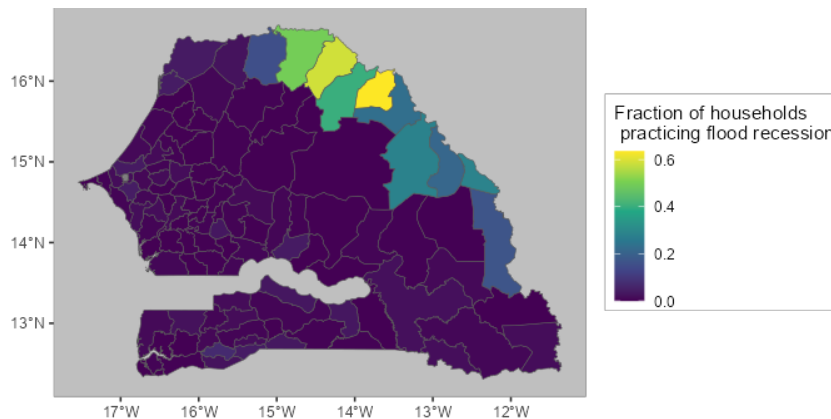 16°N
15°N
14°N
13°N
17°W 16°W 15°W 14°W 13°W 12°W
Fraction of households
practicing flood recession
0.6
0.4
0.2
0.0